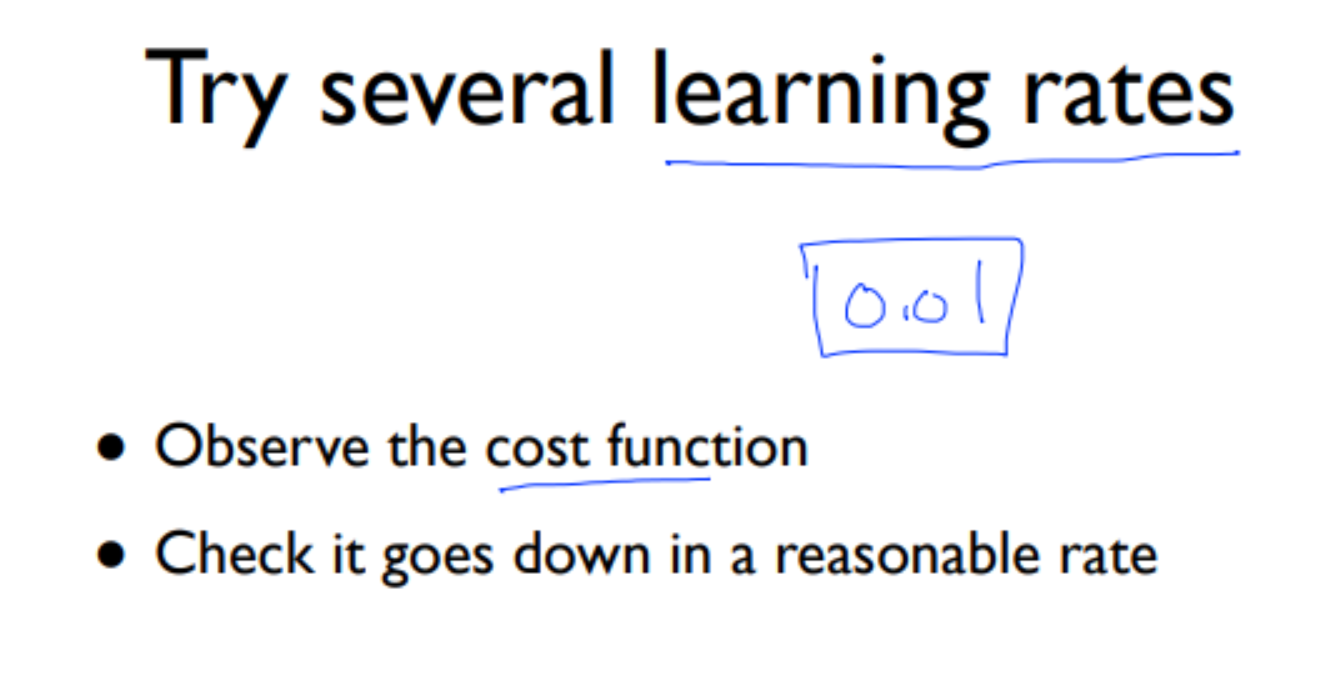 Try several learning rates
0.01
• Observe the cost function
• Check it goes down in a reasonable rate